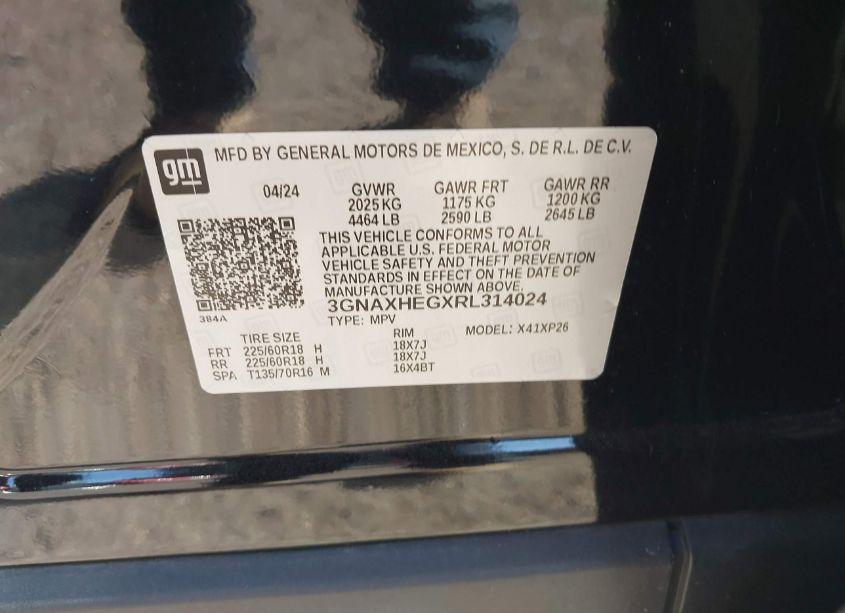 gm MFD BY GENERAL MOTORS DE MEXICO, S. DE R.L. DE C.V.
04/24 GVWR GAWR FRT GAWR RR
2025 KG 1175 KG 1200 KG
4464 LB 2590 LB 2645 LB
THIS VEHICLE CONFORMS TO ALL
APPLICABLE U.S. FEDERAL MOTOR
VEHICLE SAFETY AND THEFT PREVENTION
STANDARDS IN EFFECT ON THE DATE OF
MANUFACTURE SHOWN ABOVE.
3GNAXHEGXRL314024
384A TYPE: MPV MODEL: X41XP26
TIRE SIZE RIM
FRT 225/60R18 H 18X7J
RR 225/60R18 H 18X7J
SPA T135/70R16 M 16X4BT